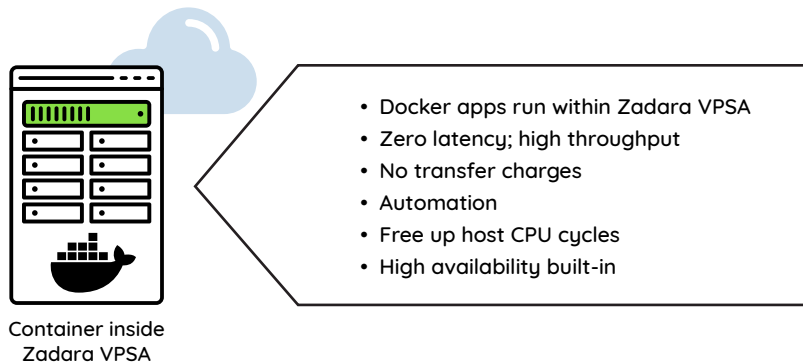 • Docker apps run within Zadara VPSA
• Zero latency; high throughput
• No transfer charges
• Automation
• Free up host CPU cycles
• High availability built-in
Container inside
Zadara VPSA